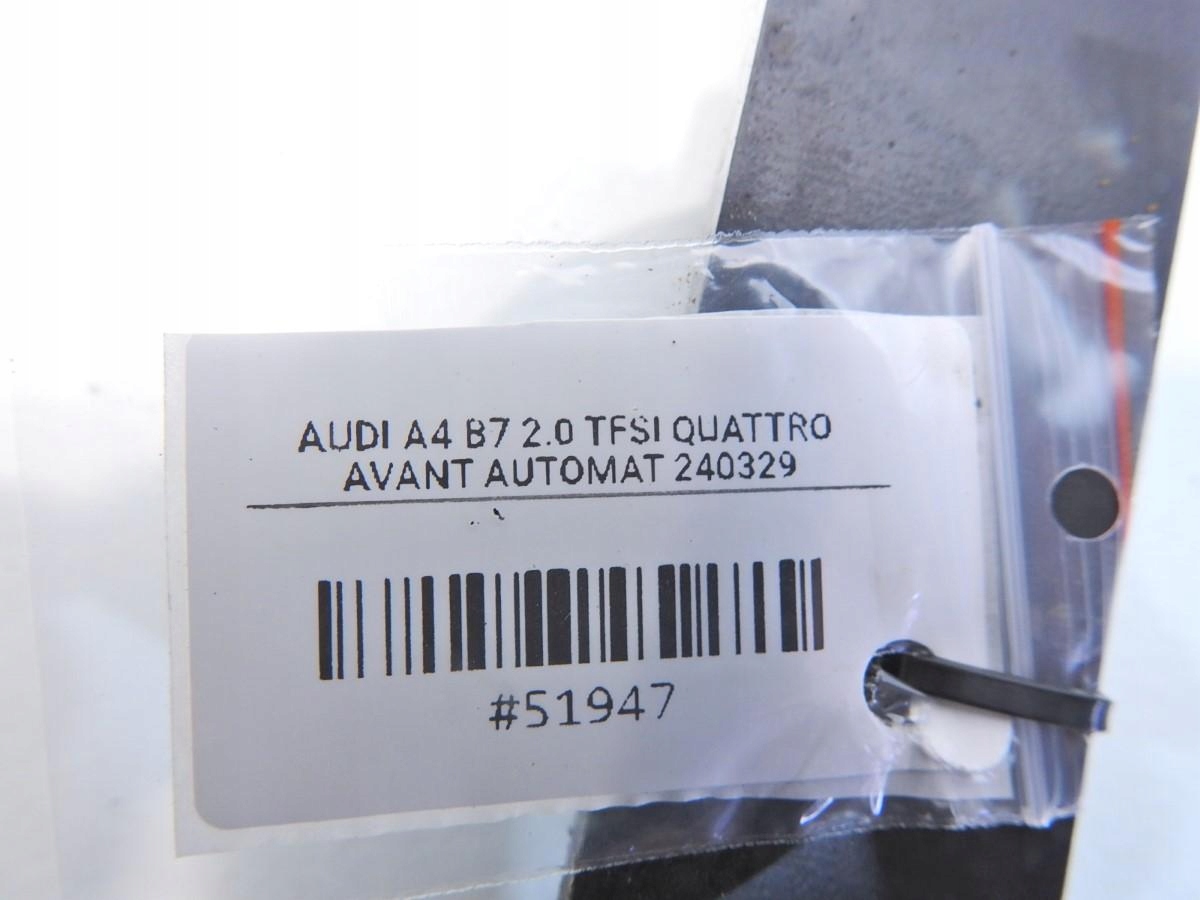 AUDI A4 B7 2.0 TFSI QUATTRO
AVANT AUTOMAT 240329
#51947